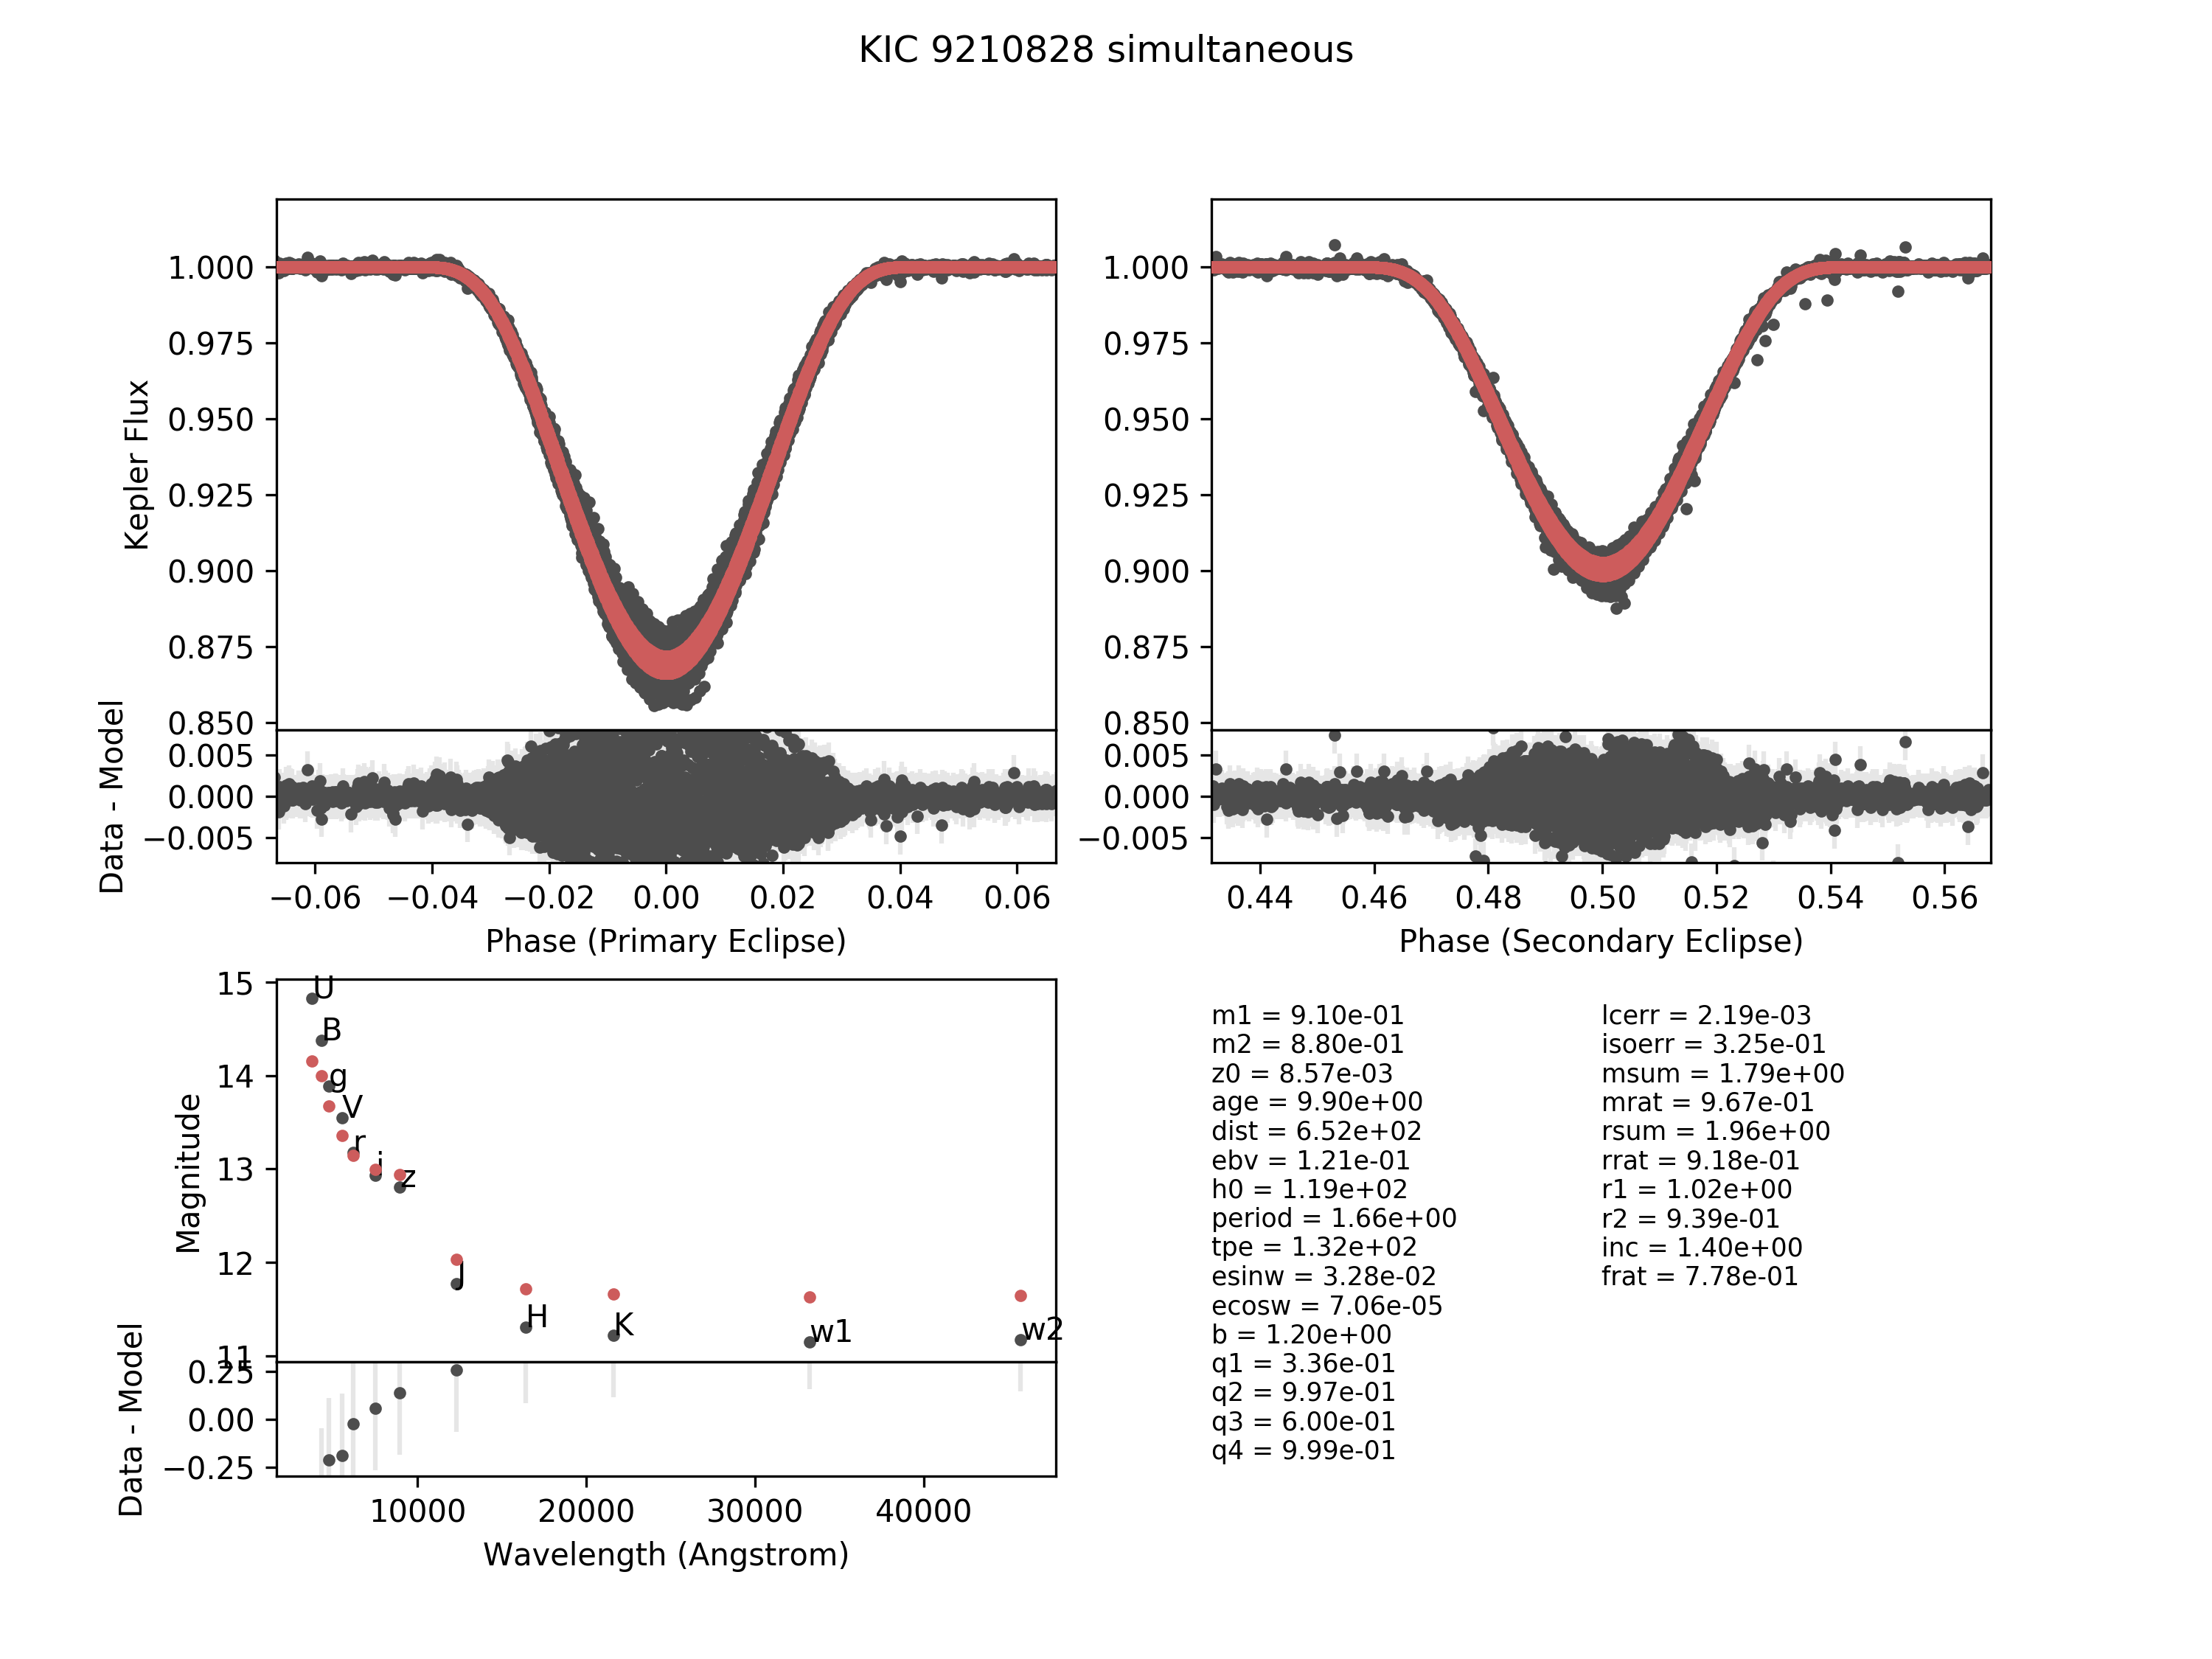 KIC 9210828 simultaneous
Kepler Flux
1.000
0.975
0.950
0.925
0.900
0.875
0.850
1.000
0.975
0.950
0.925
0.900
0.875
0.850
Data - Model
0.005
0.000
−0.005
0.005
0.000
−0.005
−0.06 −0.04 −0.02 0.00 0.02 0.04 0.06
0.44 0.46 0.48 0.50 0.52 0.54 0.56
Phase (Primary Eclipse)
Phase (Secondary Eclipse)
Magnitude
15
14
13
12
11
U
B
g
V
r
i
z
J
H
K
w1
w2
Data - Model
0.25
0.00
−0.25
10000 20000 30000 40000
Wavelength (Angstrom)
m1 = 9.10e-01
m2 = 8.80e-01
z0 = 8.57e-03
age = 9.90e+00
dist = 6.52e+02
ebv = 1.21e-01
h0 = 1.19e+02
period = 1.66e+00
tpe = 1.32e+02
esinw = 3.28e-02
ecosw = 7.06e-05
b = 1.20e+00
q1 = 3.36e-01
q2 = 9.97e-01
q3 = 6.00e-01
q4 = 9.99e-01
lcerr = 2.19e-03
isoerr = 3.25e-01
msum = 1.79e+00
mrat = 9.67e-01
rsum = 1.96e+00
rrat = 9.18e-01
r1 = 1.02e+00
r2 = 9.39e-01
inc = 1.40e+00
frat = 7.78e-01